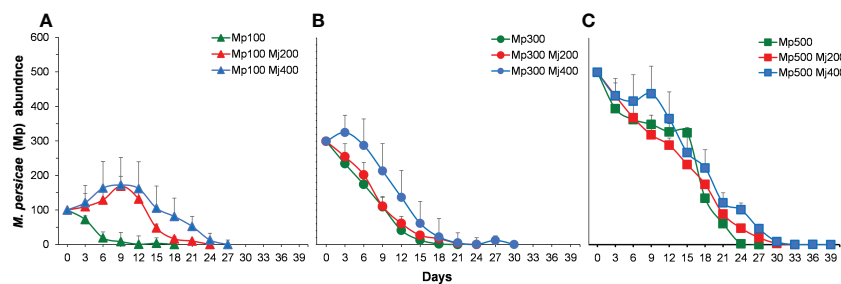 A
B
C
Mp100
Mp100 Mj200
Mp100 Mj400
Mp300
Mp300 Mj200
Mp300 Mj400
Mp500
Mp500 Mj200
Mp500 Mj400
M. persicae (Mp) abundnce
600
500
400
300
200
100
0
0 3 6 9 12 15 18 21 24 27 30 33 36 39
0 3 6 9 12 15 18 21 24 27 30 33 36 39
0 3 6 9 12 15 18 21 24 27 30 33 36 39
Days